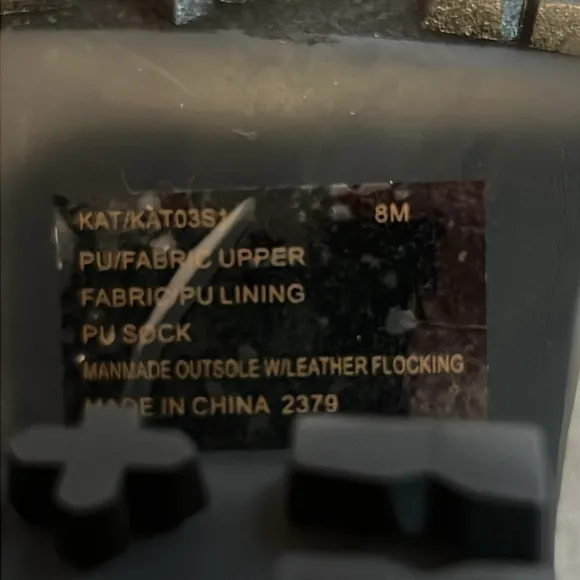 KAT/KAT03S1 8M
PU/FABRIC UPPER
FABRIC/PU LINING
PU SOCK
MANMADE OUTSOLE W/LEATHER FLOCKING
MADE IN CHINA 2379